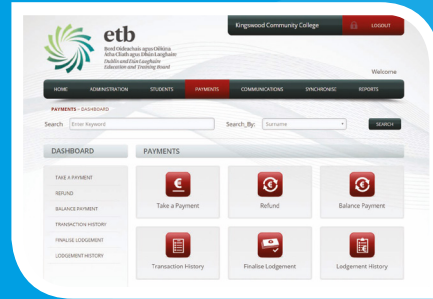 etb
Bord Oideachais agus Oiliúna
Átha Cliath agus Dhún Laoghaire
Dublin and Dún Laoghaire
Education and Training Board
Kingswood Community College
LOGOUT
Welcome
HOME ADMINISTRATION STUDENTS PAYMENTS COMMUNICATIONS SYNCHRONISE REPORTS
PAYMENTS - DASHBOARD
Search Enter Keyword Search_By: Surname SEARCH
DASHBOARD
TAKE A PAYMENT
REFUND
BALANCE PAYMENT
TRANSACTION HISTORY
FINALISE LODGEMENT
LODGEMENT HISTORY
PAYMENTS
Take a Payment Refund Balance Payment
Transaction History Finalise Lodgement Lodgement History